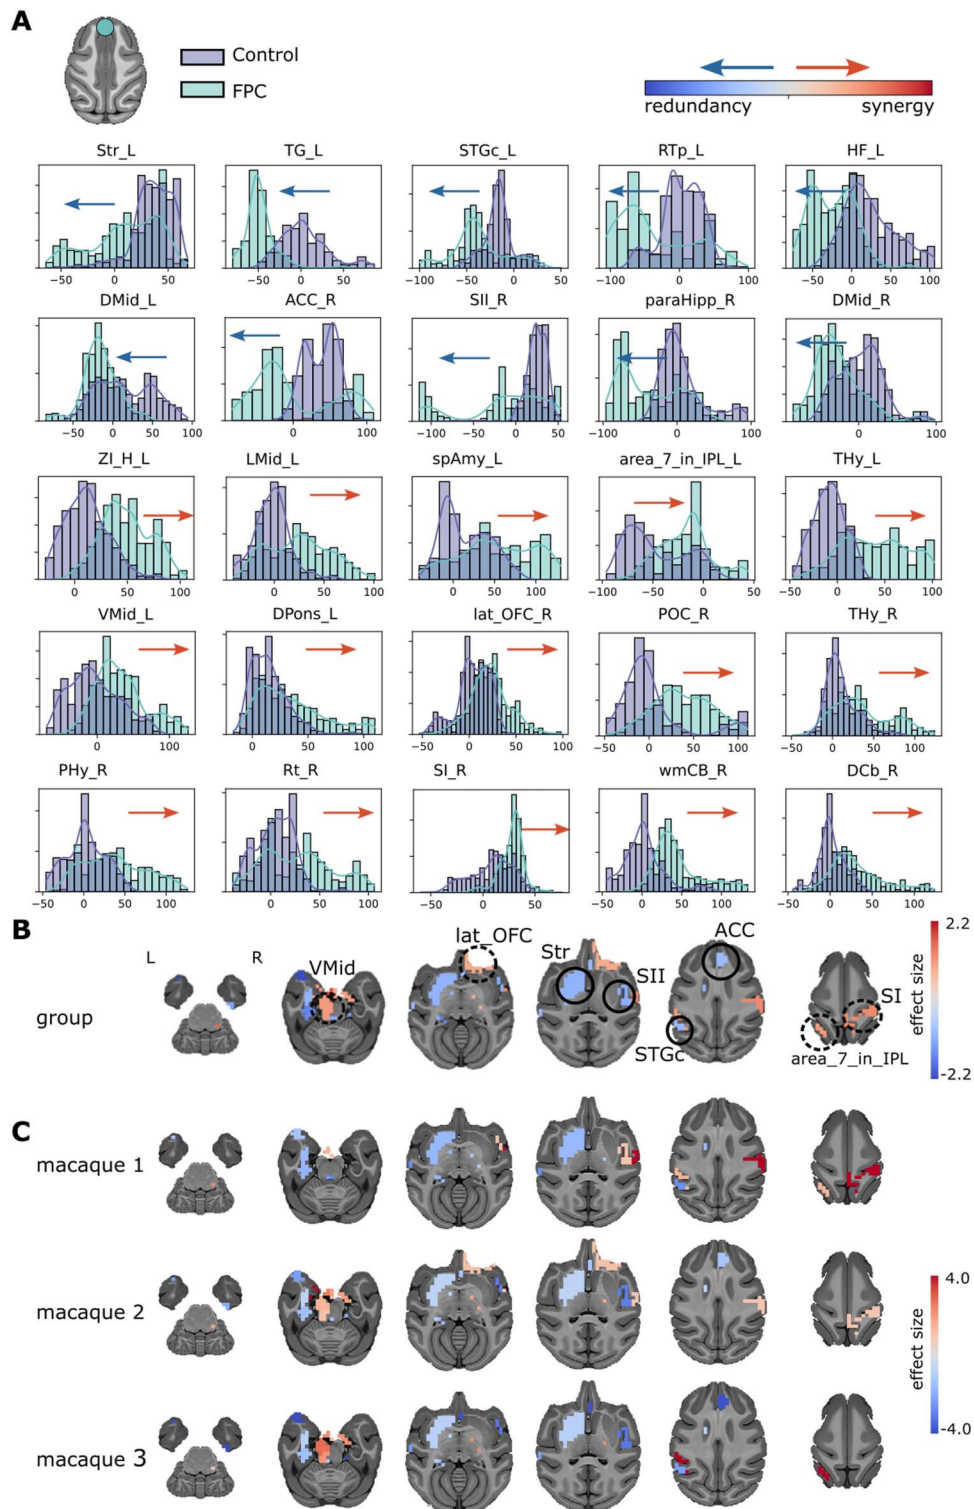 A
Control
FPC
redundancy synergy
Str_L TG_L STGc_L RTp_L HF_L
−50 0 50 −50 0 50 −100 −50 0 50 −100 0 100 −50 0 50 100
DMid_L ACC_R SII_R paraHipp_R DMid_R
−50 0 50 100 0 100 −100 −50 0 50 −100 0 100 −50 0 50 100
ZI_H_L LMid_L spAmy_L area_7_in_IPL_L THy_L
0 50 100 0 50 100 0 50 100 −100 −50 0 50 0 50 100
VMid_L DPons_L lat_OFC_R POC_R THy_R
0 50 100 0 50 100 −50 0 50 100 −50 0 50 100 −50 0 50 100
PHy_R Rt_R SI_R wmCB_R DCb_R
−50 0 50 100 −50 0 50 100 −50 0 50 −50 0 50 100 −50 0 50 100
B
L R
group
VMid
lat_OFC
Str
SII
STGc
ACC
SI
area_7_in_IPL
2.2
effect size
-2.2
C
macaque 1
macaque 2
macaque 3
4.0
effect size
-4.0